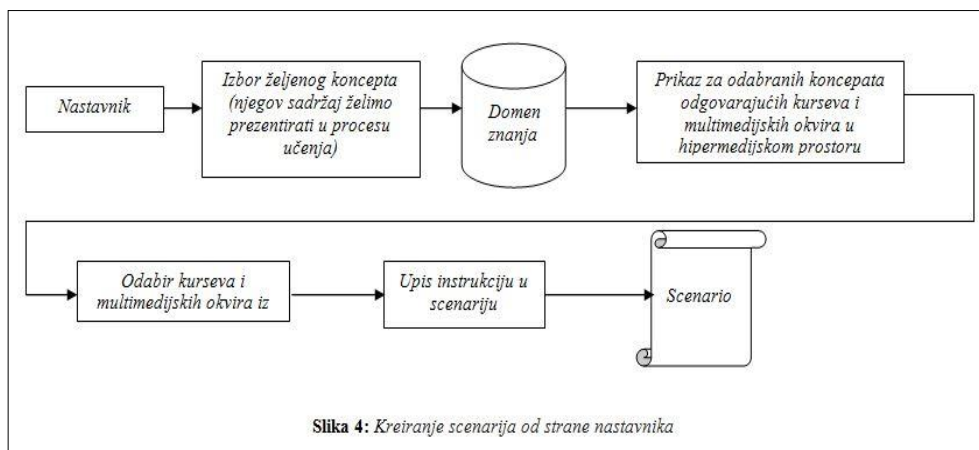 Nastavnik
Izbor željenog koncepta
(njegov sadržaj želimo
prezentirati u procesu
učenja)
Domen
znanja
Prikaz za odabranih koncepata
odgovarajućih kurseva i
multimedijskih okvira u
hipermedijskom prostoru
Odabir kurseva i
multimedijskih okvira iz
Upis instrukciju u
scenariju
Scenario
Slika 4: Kreiranje scenarija od strane nastavnika